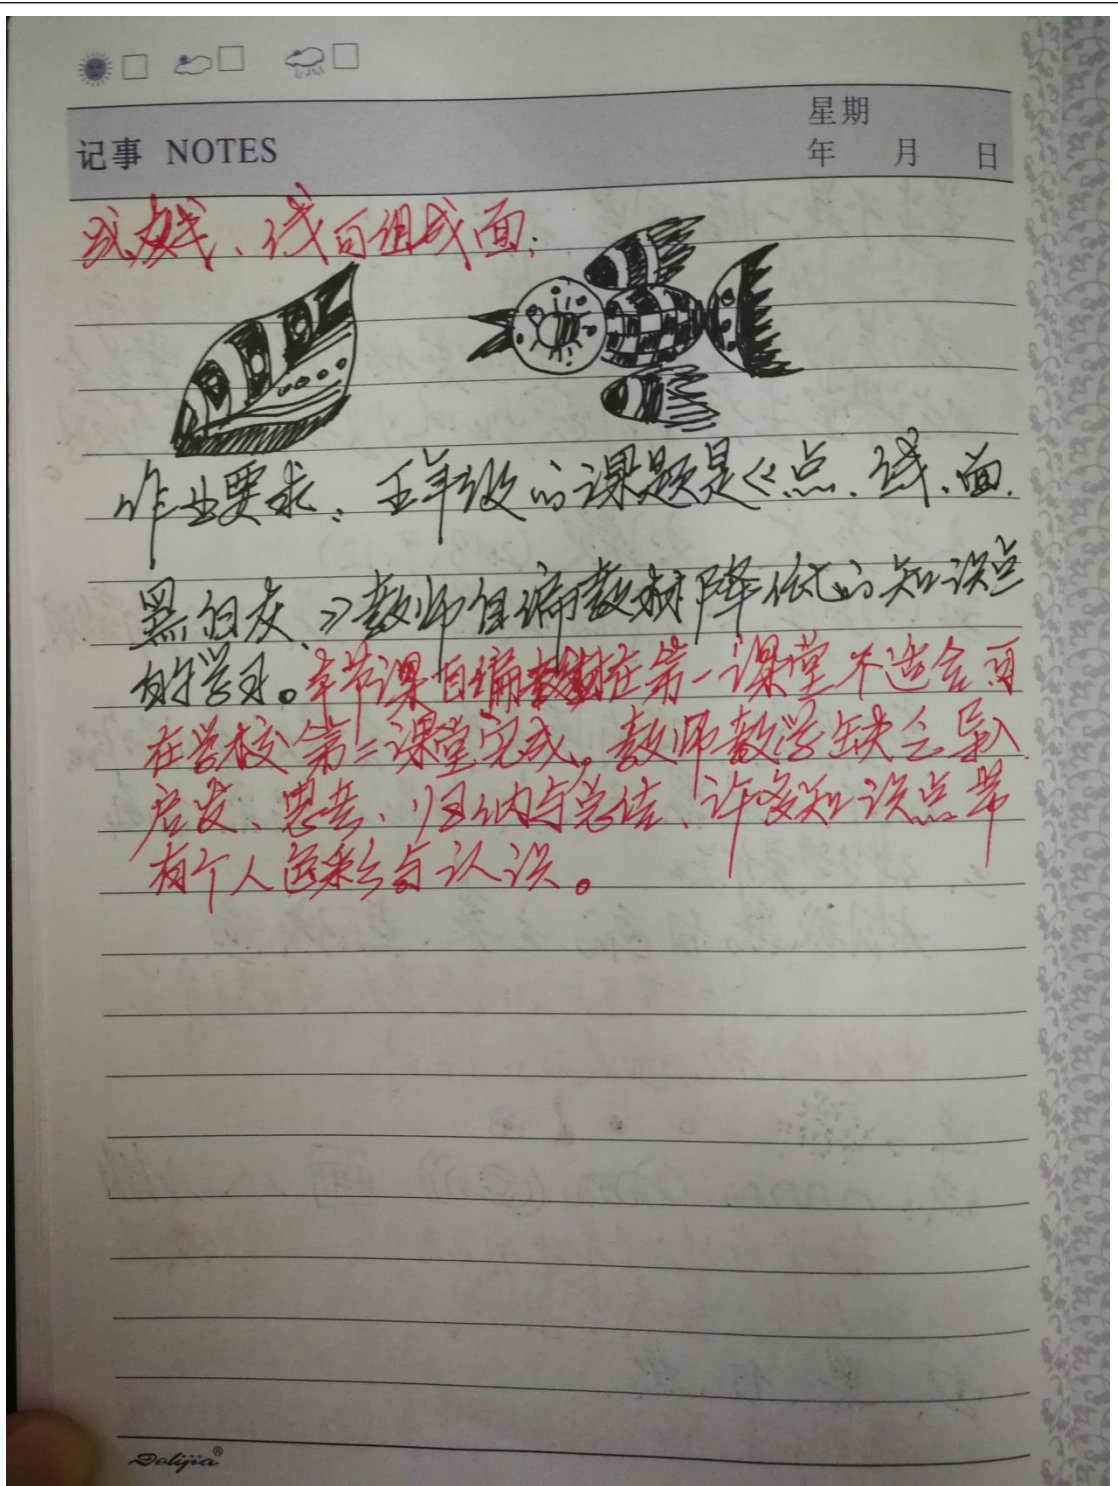 记事 NOTES
星期
年 月 日
成线、线可组成面;
作业要求: 五年级的课题是《点、线、面.
黑白灰》教师自编教材降低的知识点
的学习。本节课自编教材在第一课堂不适合可
在学校第二课堂完成。教师教学缺乏导入
启发、思考、归纳与总结、许多知识点带
有个人色彩与认识。
Delijia®